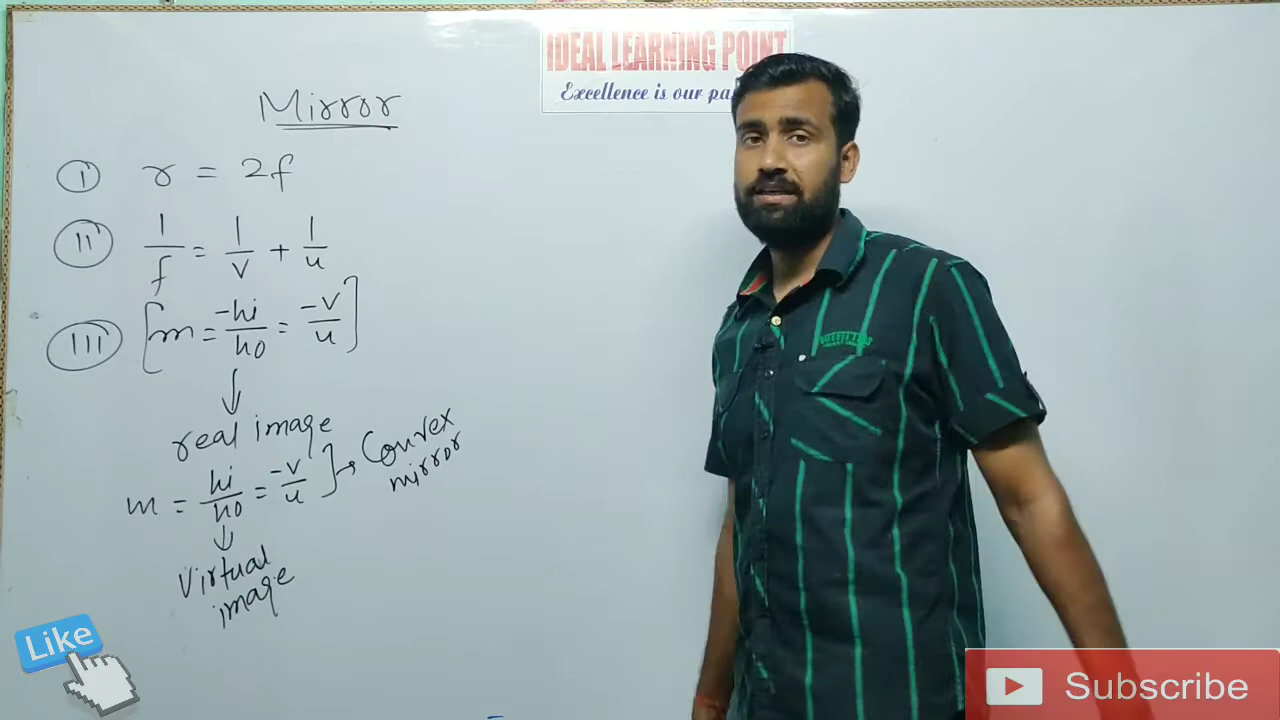 IDEAL LEARNING POINT
Excellence is our
Mirror
I r = 2f
II 1/f = 1/v + 1/u
III [m = -hi/ho = -v/u]
↓
real image
m = hi/ho = -v/u } → Convex mirror
↓
Virtual
image
Like
Subscribe